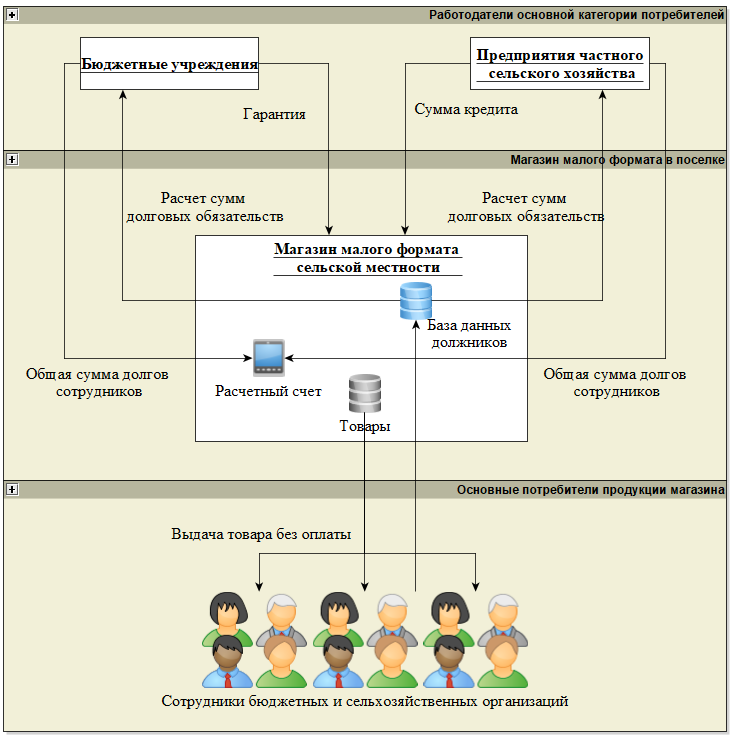 Работодатели основной категории потребителей
Бюджетные учреждения
Предприятия частного
сельского хозяйства
Гарантия
Сумма кредита
Магазин малого формата в поселке
Расчет сумм
долговых обязательств
Расчет сумм
долговых обязательств
Магазин малого формата
сельской местности
База данных
должников
Общая сумма долгов
сотрудников
Расчетный счет
Общая сумма долгов
сотрудников
Товары
Основные потребители продукции магазина
Выдача товара без оплаты
Сотрудники бюджетных и сельхозяйственных организаций